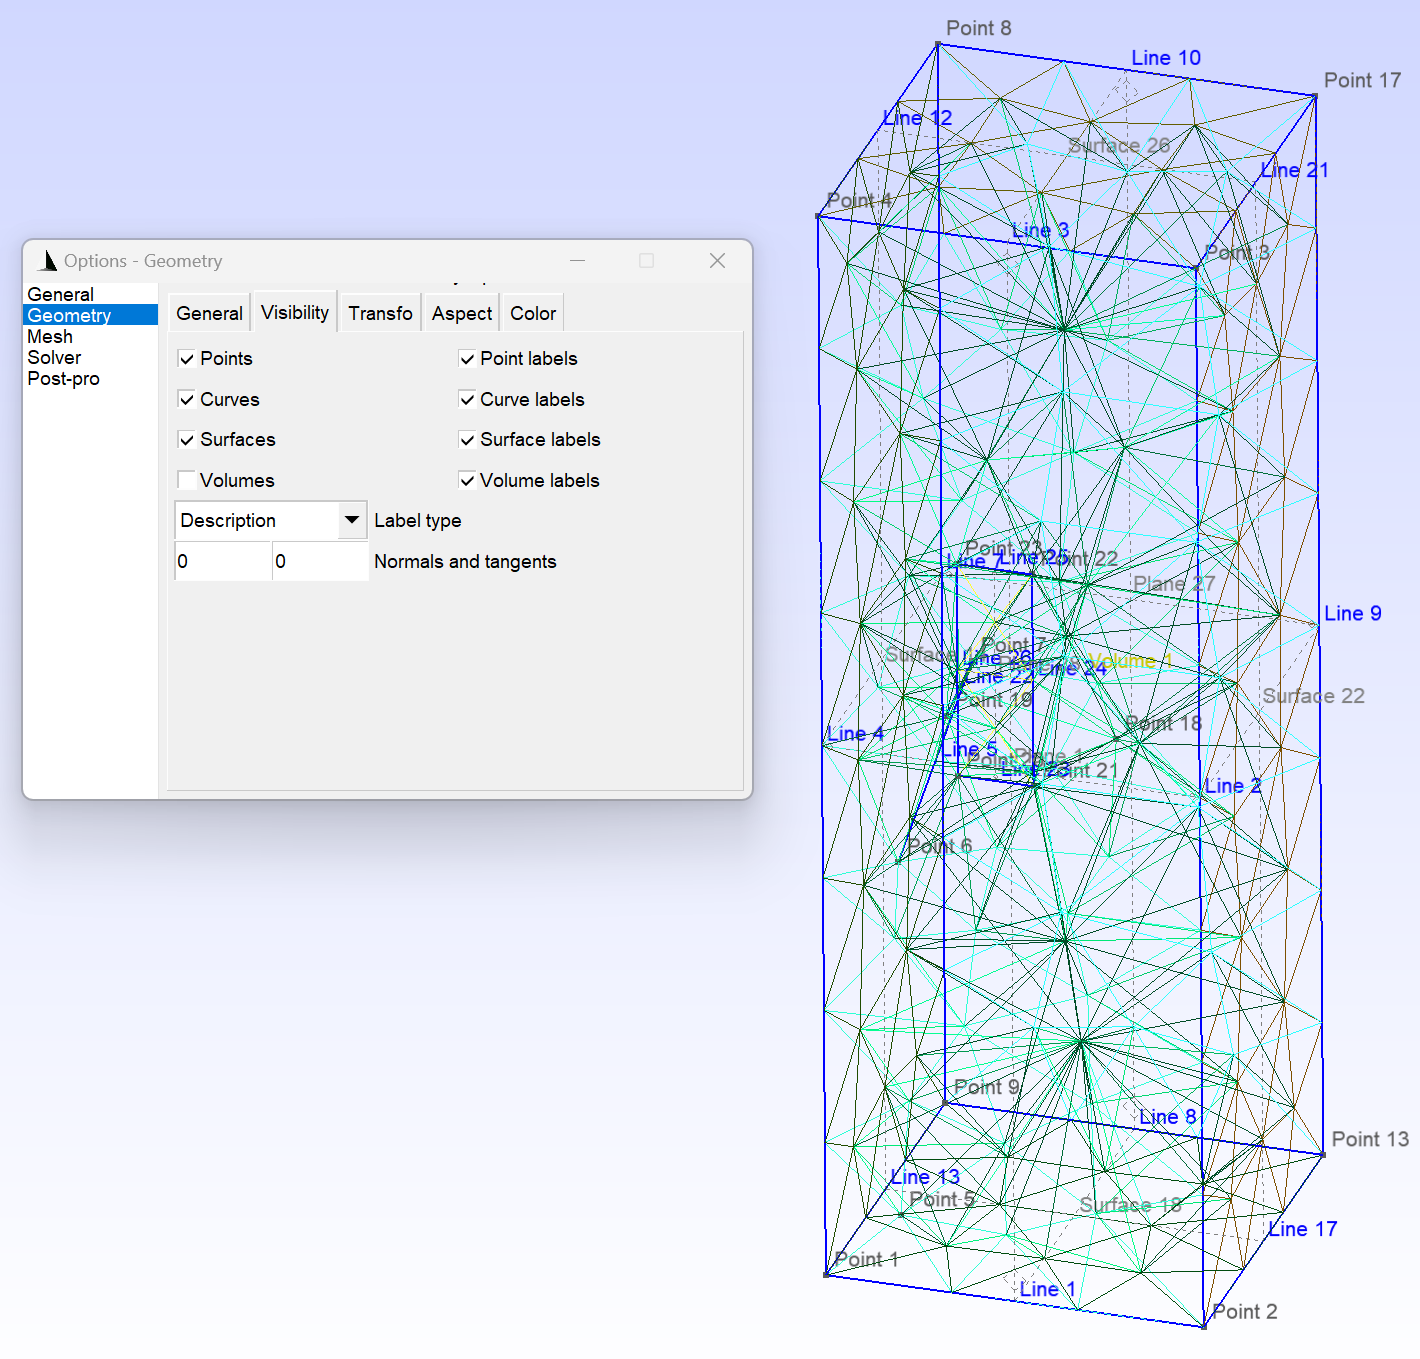 Options - Geometry
General
Geometry
Mesh
Solver
Post-pro
General
Visibility
Transfo
Aspect
Color
Points
Point labels
Curves
Curve labels
Surfaces
Surface labels
Volumes
Volume labels
Description
Label type
0
0
Normals and tangents
Point 8
Line 10
Point 17
Line 12
Surface 26
Line 21
Point 4
Line 3
Point 3
Point 23
Line 7
Line 25
Point 22
Plane 27
Line 9
Point 7
Surface
Line 26
Volume 1
Line 24
Line 22
Surface 22
Point 19
Point 18
Line 4
Line 5
Plane 1
Point
Point 21
Line 2
Point 6
Point 9
Line 8
Point 13
Line 13
Point 5
Surface 18
Line 17
Point 1
Line 1
Point 2